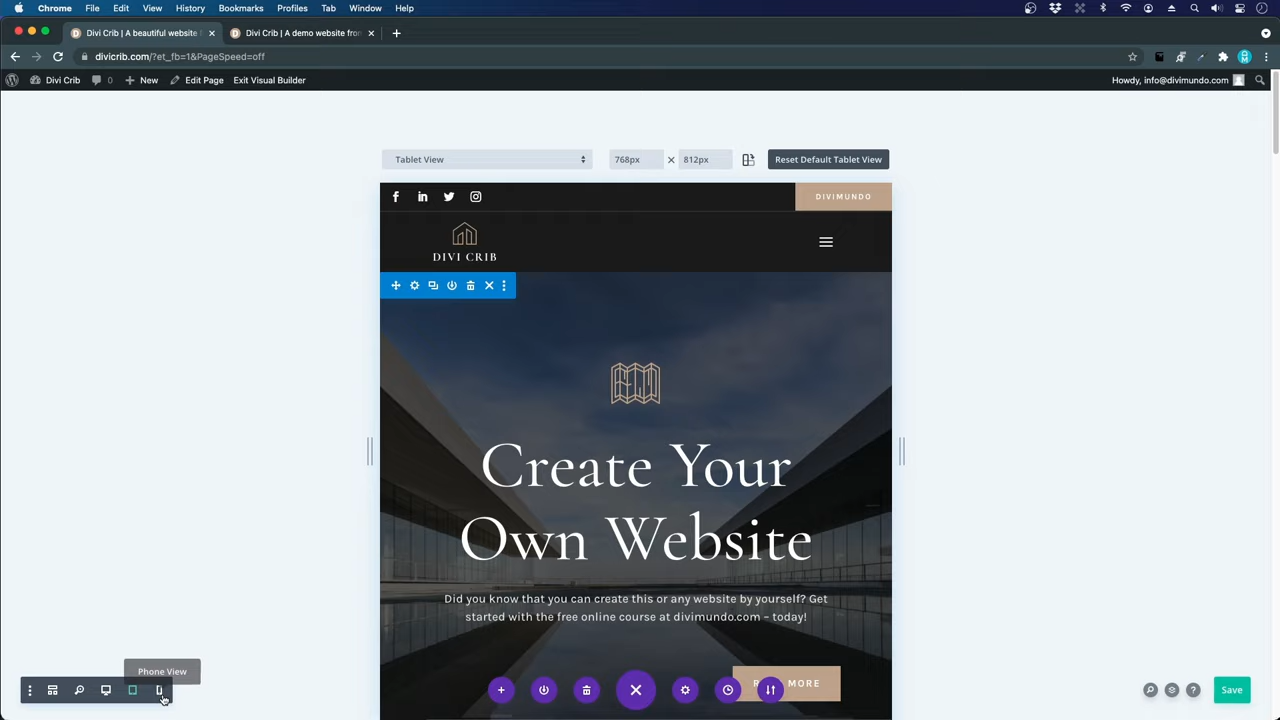 Chrome File Edit View History Bookmarks Profiles Tab Window Help
Divi Crib | A beautiful website
Divi Crib | A demo website fro
divicrib.com/?et_fb=1&PageSpeed=off
Divi Crib 0 New Edit Page Exit Visual Builder Howdy, info@divimundo.com
Tablet View 768px 812px Reset Default Tablet View
DIVIMUNDO
DIVI CRIB
Create Your
Own Website
Did you know that you can create this or any website by yourself? Get
started with the free online course at divimundo.com – today!
Phone View
MORE
Save